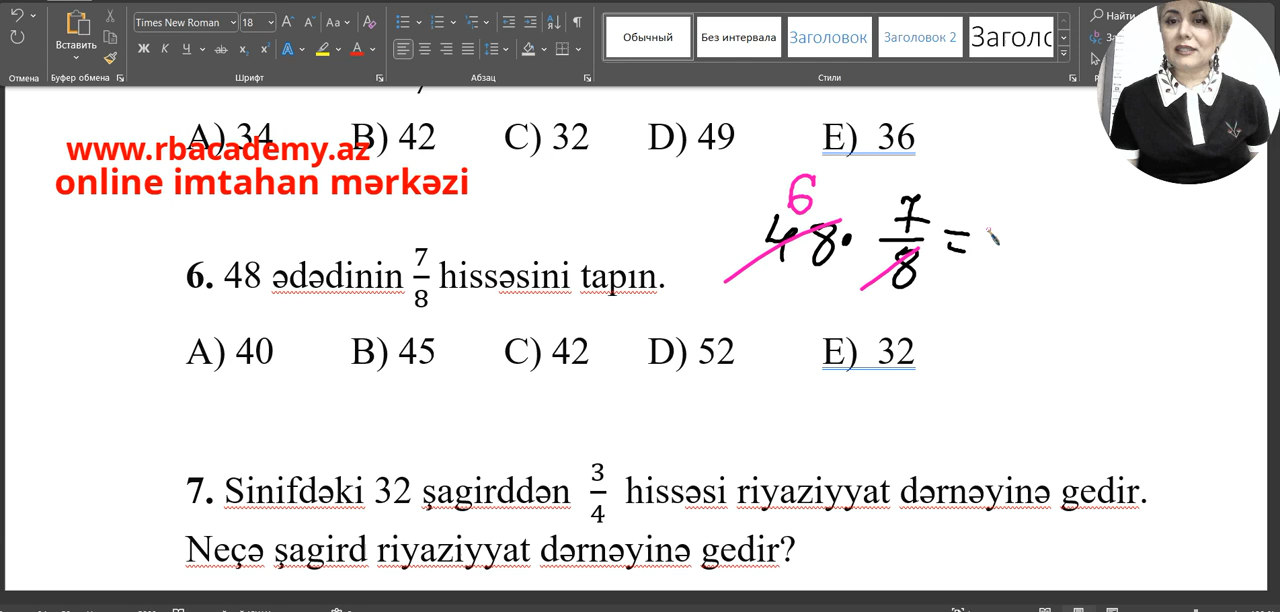 Times New Roman 18 Aa
Вставить
Ж К Ч ab x x A A
Отмена Буфер обмена Шрифт Абзац Стили
Обычный Без интервала Заголовок Заголовок 2 Заголо
Найти
A) 34 B) 42 C) 32 D) 49 E) 36
www.rbacademy.az
online imtahan mərkəzi
6
48 · 7/8 =
6. 48 ədədinin 7/8 hissəsini tapın.
A) 40 B) 45 C) 42 D) 52 E) 32
7. Sinifdəki 32 şagirddən 3/4 hissəsi riyaziyyat dərnəyinə gedir.
Neçə şagird riyaziyyat dərnəyinə gedir?